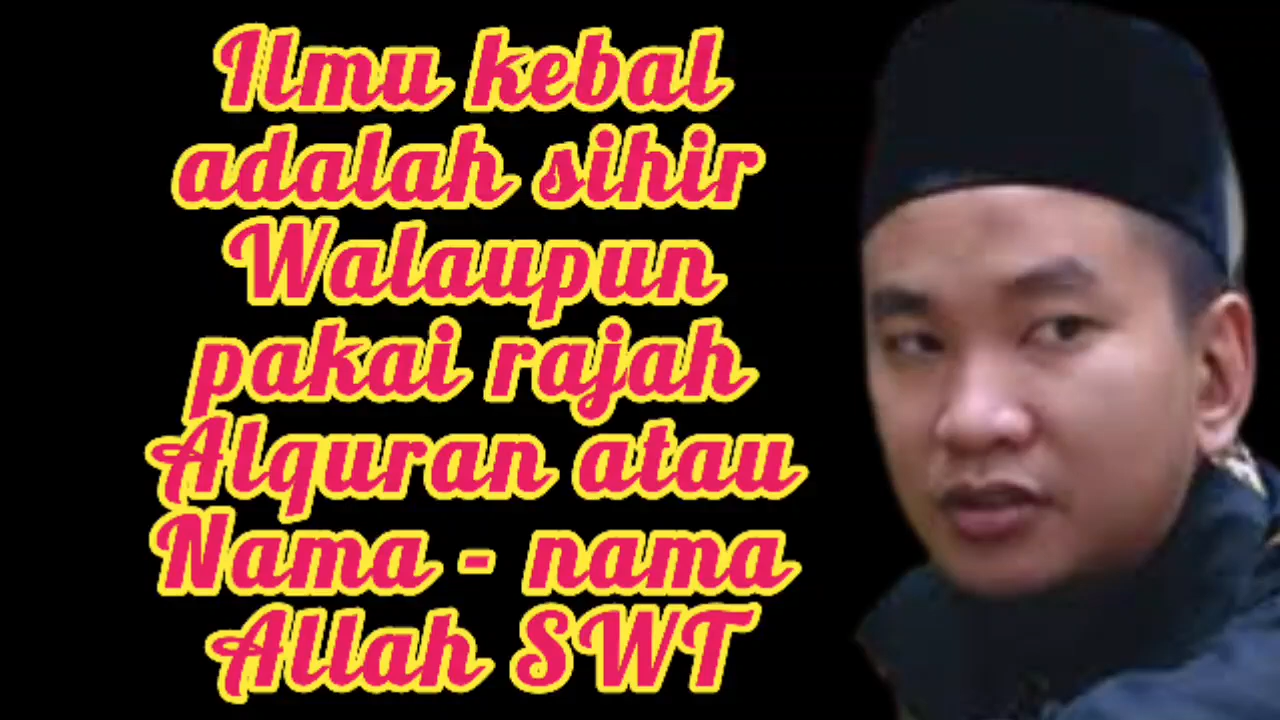 Ilmu kebal
adalah sihir
Walaupun
pakai rajah
Alquran atau
Nama - nama
Allah SWT